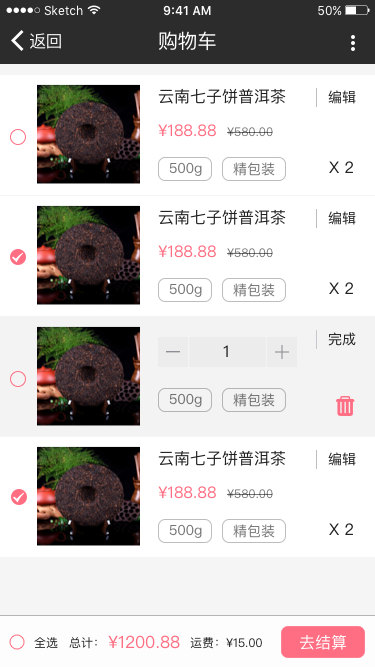 Sketch 9:41 AM 50%
返回 购物车
云南七子饼普洱茶 编辑
¥188.88 ¥580.00
500g 精包装 X 2
云南七子饼普洱茶 编辑
¥188.88 ¥580.00
500g 精包装 X 2
完成
— 1 +
500g 精包装
云南七子饼普洱茶 编辑
¥188.88 ¥580.00
500g 精包装 X 2
全选 总计： ¥1200.88 运费：¥15.00 去结算